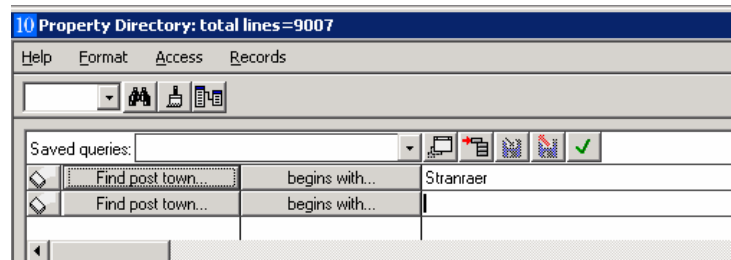 10 Property Directory: total lines=9007
Help Format Access Records
Saved queries:
Find post town... begins with... Stranraer
Find post town... begins with...